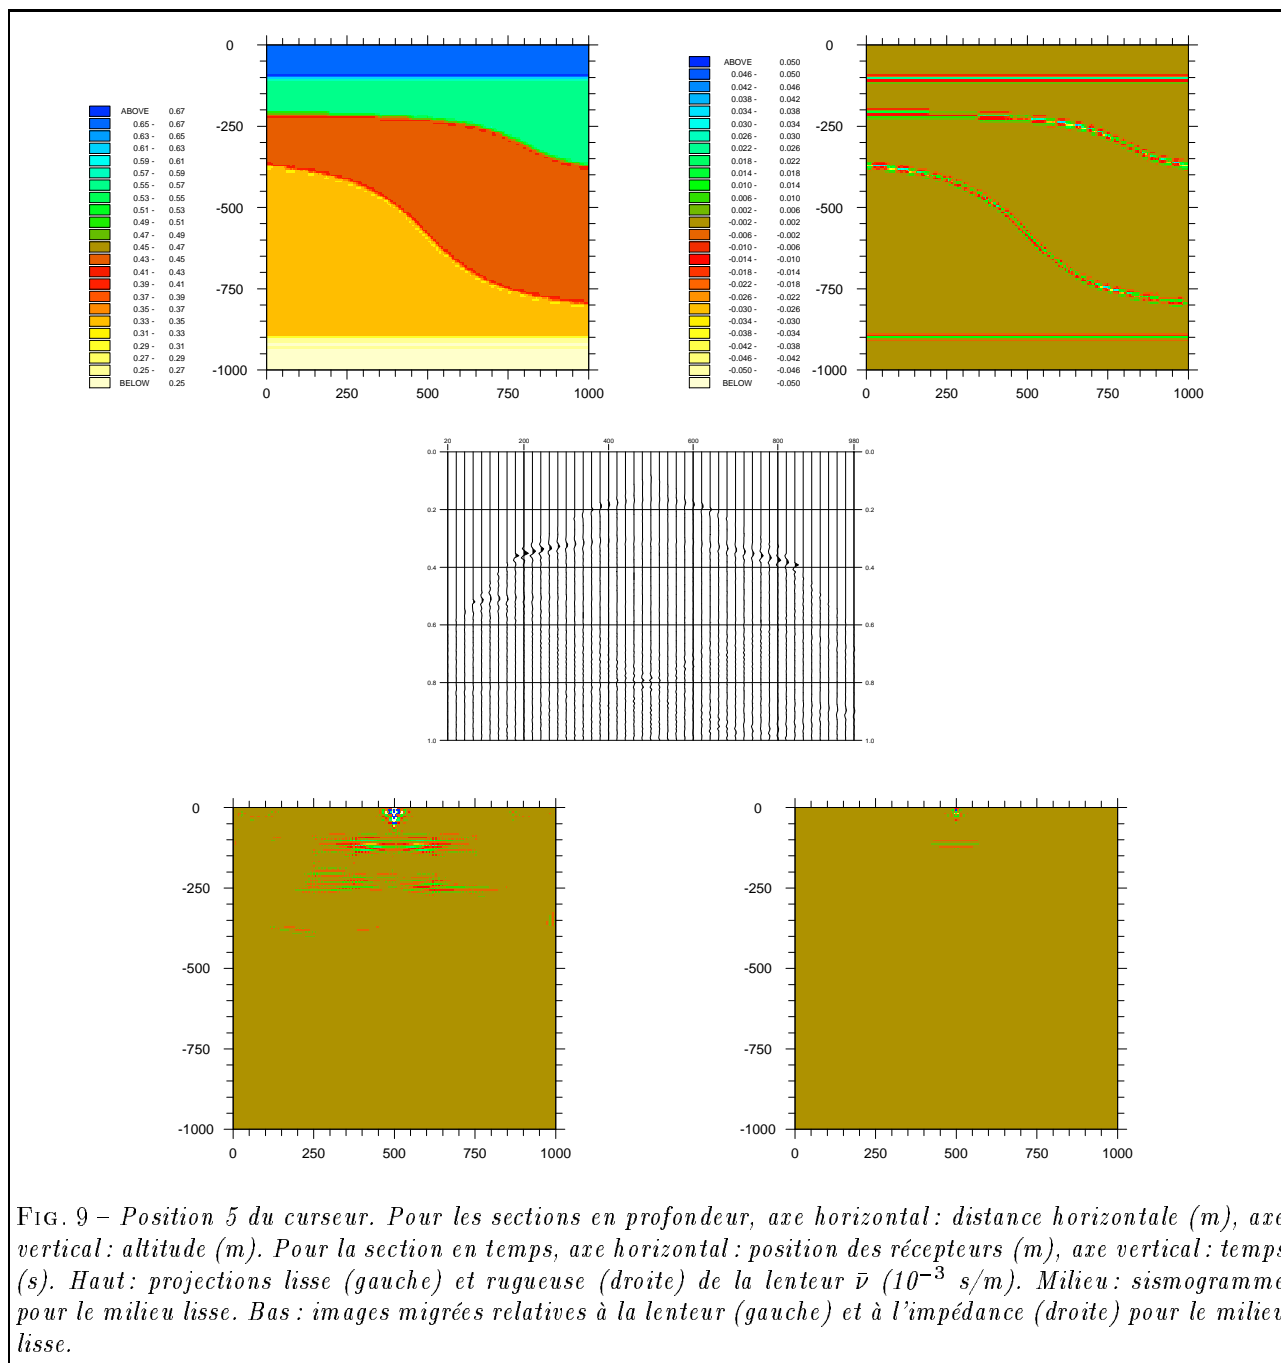 0
-250
-500
-750
-1000
0 250 500 750 1000
ABOVE 0.67
0.65 - 0.67
0.63 - 0.65
0.61 - 0.63
0.59 - 0.61
0.57 - 0.59
0.55 - 0.57
0.53 - 0.55
0.51 - 0.53
0.49 - 0.51
0.47 - 0.49
0.45 - 0.47
0.43 - 0.45
0.41 - 0.43
0.39 - 0.41
0.37 - 0.39
0.35 - 0.37
0.33 - 0.35
0.31 - 0.33
0.29 - 0.31
0.27 - 0.29
0.25 - 0.27
BELOW 0.25
0
-250
-500
-750
-1000
0 250 500 750 1000
ABOVE 0.050
0.046 - 0.050
0.042 - 0.046
0.038 - 0.042
0.034 - 0.038
0.030 - 0.034
0.026 - 0.030
0.022 - 0.026
0.018 - 0.022
0.014 - 0.018
0.010 - 0.014
0.006 - 0.010
0.002 - 0.006
-0.002 - 0.002
-0.006 - -0.002
-0.010 - -0.006
-0.014 - -0.010
-0.018 - -0.014
-0.022 - -0.018
-0.026 - -0.022
-0.030 - -0.026
-0.034 - -0.030
-0.038 - -0.034
-0.042 - -0.038
-0.046 - -0.042
-0.050 - -0.046
BELOW -0.050
20 200 400 600 800 980
0.0 0.0
0.2 0.2
0.4 0.4
0.6 0.6
0.8 0.8
1.0 1.0
0
-250
-500
-750
-1000
0 250 500 750 1000
0
-250
-500
-750
-1000
0 250 500 750 1000
FIG. 9 – Position 5 du curseur. Pour les sections en profondeur, axe horizontal : distance horizontale (m), axe
vertical : altitude (m). Pour la section en temps, axe horizontal : position des récepteurs (m), axe vertical : temps
(s). Haut : projections lisse (gauche) et rugueuse (droite) de la lenteur ν̄ (10⁻³ s/m). Milieu : sismogramme
pour le milieu lisse. Bas : images migrées relatives à la lenteur (gauche) et à l'impédance (droite) pour le milieu
lisse.